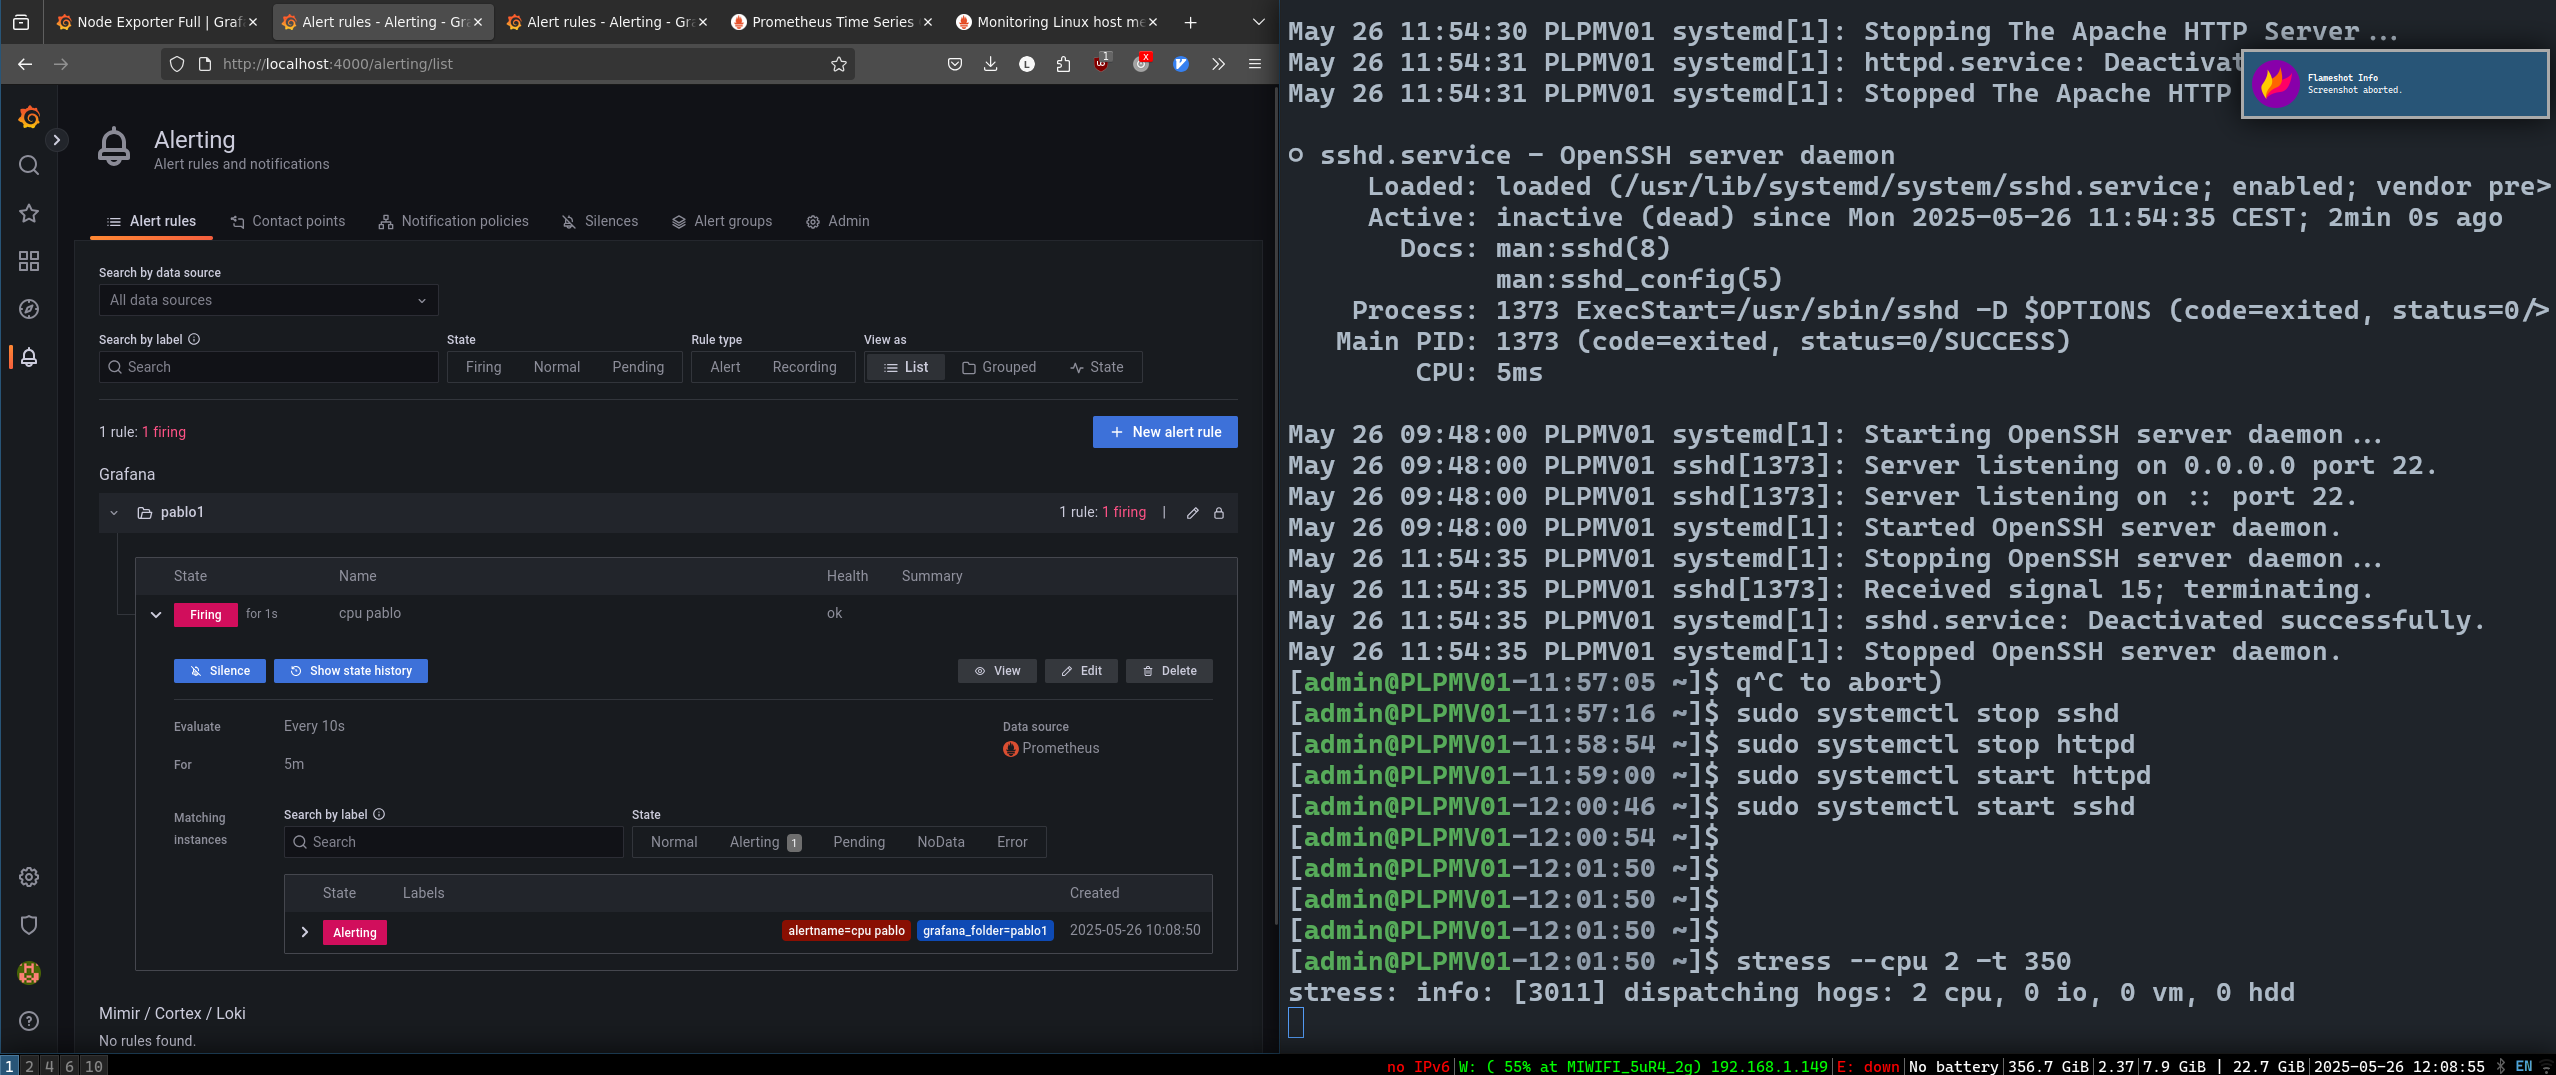 Node Exporter Full | Graf
Alert rules - Alerting - Gra
Alert rules - Alerting - Gra
Prometheus Time Series
Monitoring Linux host me
http://localhost:4000/alerting/list
Alerting
Alert rules and notifications
Alert rules
Contact points
Notification policies
Silences
Alert groups
Admin
Search by data source
All data sources
Search by label
State
Rule type
View as
Search
Firing
Normal
Pending
Alert
Recording
List
Grouped
State
1 rule: 1 firing
New alert rule
Grafana
pablo1
1 rule: 1 firing |
State
Name
Health
Summary
Firing
for 1s
cpu pablo
ok
Silence
Show state history
View
Edit
Delete
Evaluate
Every 10s
Data source
Prometheus
For
5m
Matching
instances
Search by label
State
Search
Normal
Alerting 1
Pending
NoData
Error
State
Labels
Created
Alerting
alertname=cpu pablo
grafana_folder=pablo1
2025-05-26 10:08:50
Mimir / Cortex / Loki
No rules found.
May 26 11:54:30 PLPMV01 systemd[1]: Stopping The Apache HTTP Server...
May 26 11:54:31 PLPMV01 systemd[1]: httpd.service: Deactivat
May 26 11:54:31 PLPMV01 systemd[1]: Stopped The Apache HTTP
Flameshot Info
Screenshot aborted.
○ sshd.service - OpenSSH server daemon
Loaded: loaded (/usr/lib/systemd/system/sshd.service; enabled; vendor pre>
Active: inactive (dead) since Mon 2025-05-26 11:54:35 CEST; 2min 0s ago
Docs: man:sshd(8)
man:sshd_config(5)
Process: 1373 ExecStart=/usr/sbin/sshd -D $OPTIONS (code=exited, status=0/>
Main PID: 1373 (code=exited, status=0/SUCCESS)
CPU: 5ms
May 26 09:48:00 PLPMV01 systemd[1]: Starting OpenSSH server daemon...
May 26 09:48:00 PLPMV01 sshd[1373]: Server listening on 0.0.0.0 port 22.
May 26 09:48:00 PLPMV01 sshd[1373]: Server listening on :: port 22.
May 26 09:48:00 PLPMV01 systemd[1]: Started OpenSSH server daemon.
May 26 11:54:35 PLPMV01 systemd[1]: Stopping OpenSSH server daemon...
May 26 11:54:35 PLPMV01 sshd[1373]: Received signal 15; terminating.
May 26 11:54:35 PLPMV01 systemd[1]: sshd.service: Deactivated successfully.
May 26 11:54:35 PLPMV01 systemd[1]: Stopped OpenSSH server daemon.
[admin@PLPMV01-11:57:05 ~]$ q^C to abort)
[admin@PLPMV01-11:57:16 ~]$ sudo systemctl stop sshd
[admin@PLPMV01-11:58:54 ~]$ sudo systemctl stop httpd
[admin@PLPMV01-11:59:00 ~]$ sudo systemctl start httpd
[admin@PLPMV01-12:00:46 ~]$ sudo systemctl start sshd
[admin@PLPMV01-12:00:54 ~]$
[admin@PLPMV01-12:01:50 ~]$
[admin@PLPMV01-12:01:50 ~]$
[admin@PLPMV01-12:01:50 ~]$
[admin@PLPMV01-12:01:50 ~]$ stress --cpu 2 -t 350
stress: info: [3011] dispatching hogs: 2 cpu, 0 io, 0 vm, 0 hdd
1 2 4 6 10
no IPv6|W: ( 55% at MIWIFI_5uR4_2g) 192.168.1.149|E: down|No battery|356.7 GiB|2.37|7.9 GiB | 22.7 GiB|2025-05-26 12:08:55 EN